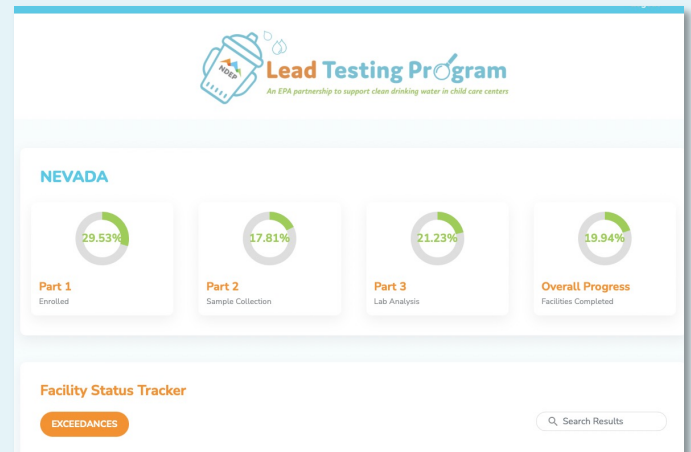 NDEP
Lead Testing Program
An EPA partnership to support clean drinking water in child care centers
NEVADA
29.53%
17.81%
21.23%
19.94%
Part 1
Part 2
Part 3
Overall Progress
Enrolled
Sample Collection
Lab Analysis
Facilities Completed
Facility Status Tracker
EXCEEDANCES
Search Results